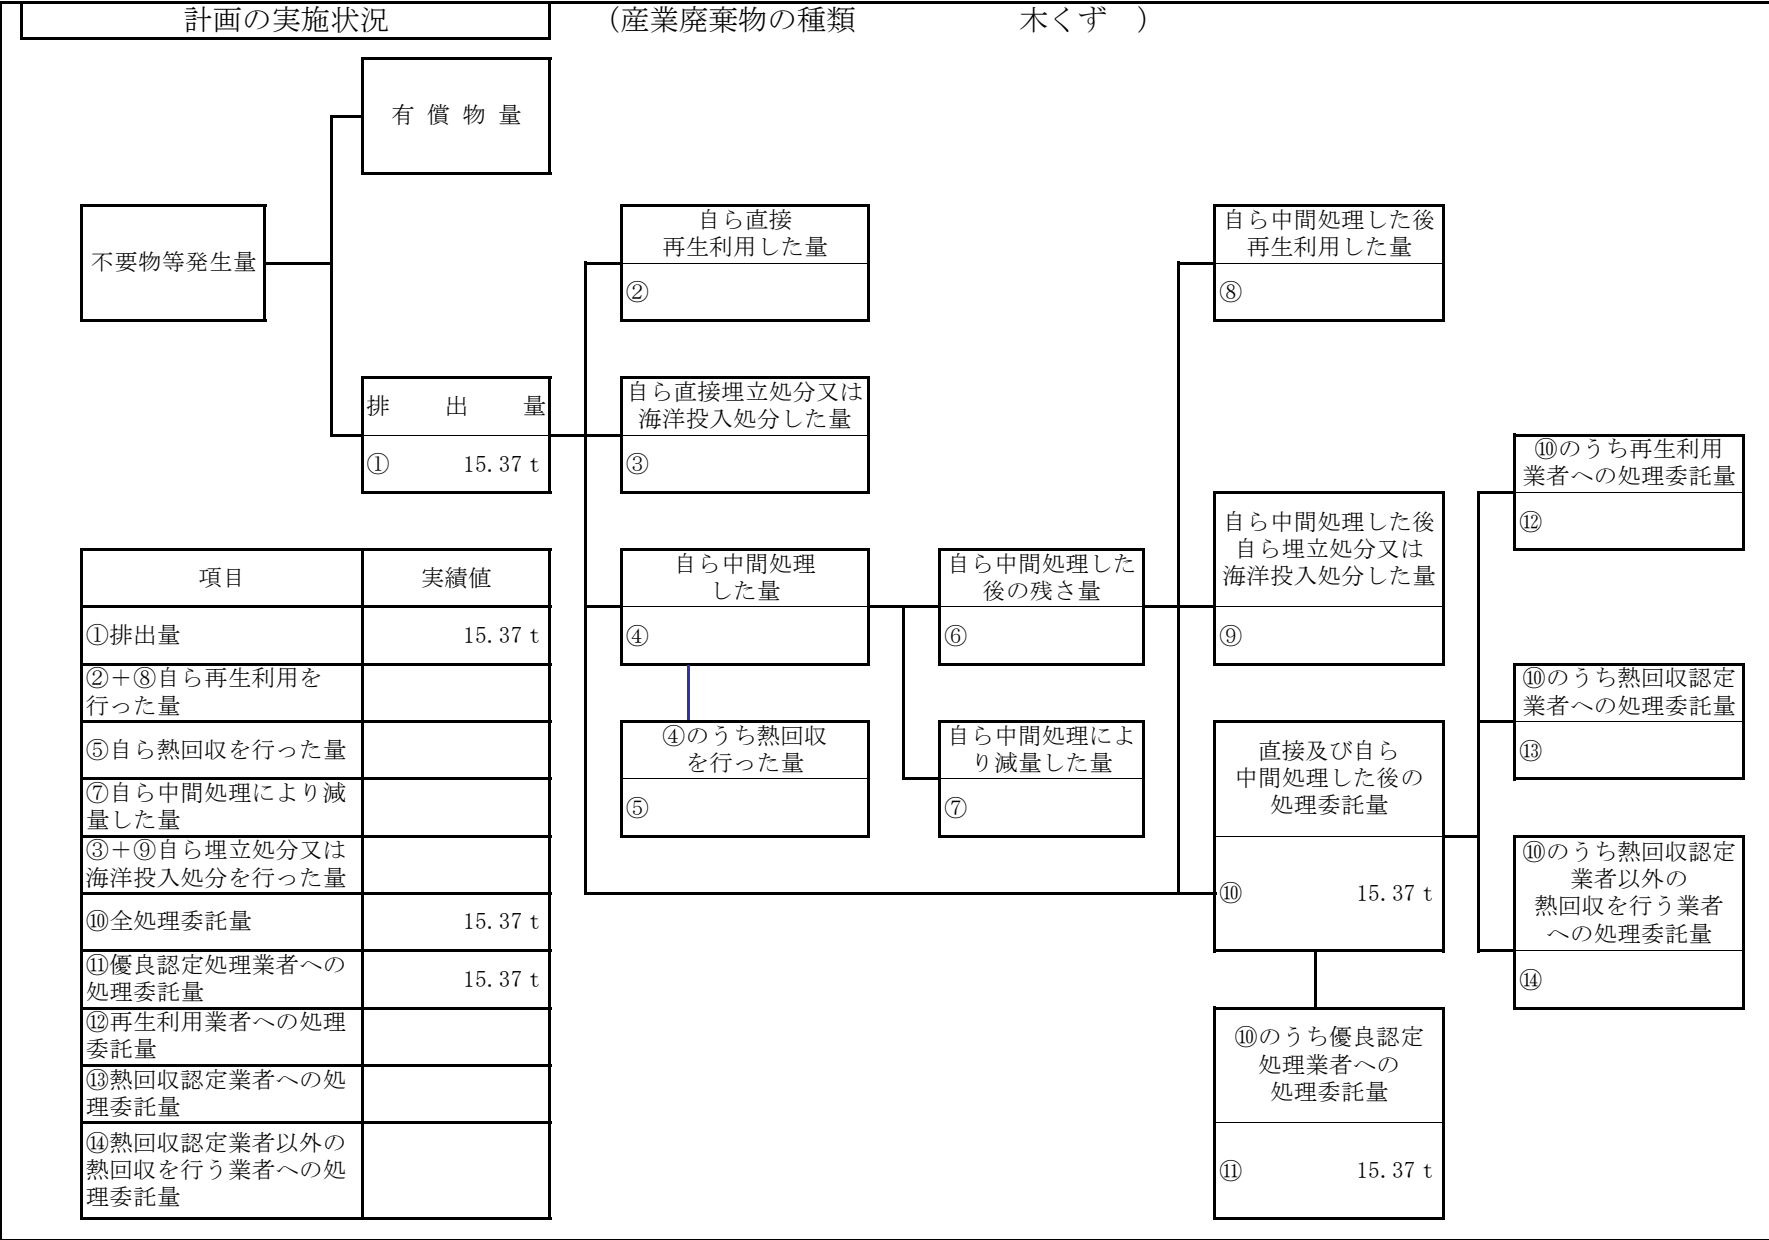 計画の実施状況
(産業廃棄物の種類 木くず )
有償物量
不要物等発生量
排出量
① 15.37 t
自ら直接
再生利用した量
②
自ら直接埋立処分又は
海洋投入処分した量
③
自ら中間処理
した量
④
④のうち熱回収
を行った量
⑤
自ら中間処理した
後の残さ量
⑥
自ら中間処理によ
り減量した量
⑦
自ら中間処理した後
再生利用した量
⑧
自ら中間処理した後
自ら埋立処分又は
海洋投入処分した量
⑨
直接及び自ら
中間処理した後の
処理委託量
⑩ 15.37 t
⑩のうち優良認定
処理業者への
処理委託量
⑪ 15.37 t
⑩のうち再生利用
業者への処理委託量
⑫
⑩のうち熱回収認定
業者への処理委託量
⑬
⑩のうち熱回収認定
業者以外の
熱回収を行う業者
への処理委託量
⑭
項目 実績値
①排出量 15.37 t
②+⑧自ら再生利用を
行った量
⑤自ら熱回収を行った量
⑦自ら中間処理により減
量した量
③+⑨自ら埋立処分又は
海洋投入処分を行った量
⑩全処理委託量 15.37 t
⑪優良認定処理業者への
処理委託量 15.37 t
⑫再生利用業者への処理
委託量
⑬熱回収認定業者への処
理委託量
⑭熱回収認定業者以外の
熱回収を行う業者への処
理委託量